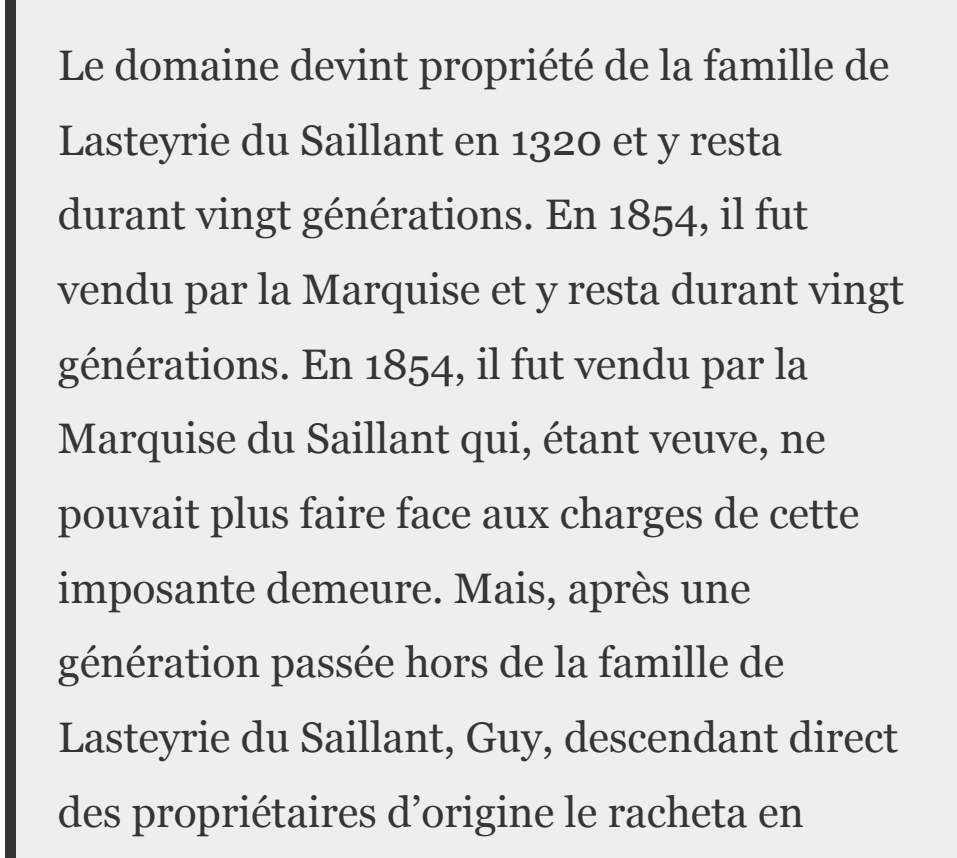 Le domaine devint propriété de la famille de
Lasteyrie du Saillant en 1320 et y resta
durant vingt générations. En 1854, il fut
vendu par la Marquise et y resta durant vingt
générations. En 1854, il fut vendu par la
Marquise du Saillant qui, étant veuve, ne
pouvait plus faire face aux charges de cette
imposante demeure. Mais, après une
génération passée hors de la famille de
Lasteyrie du Saillant, Guy, descendant direct
des propriétaires d’origine le racheta en